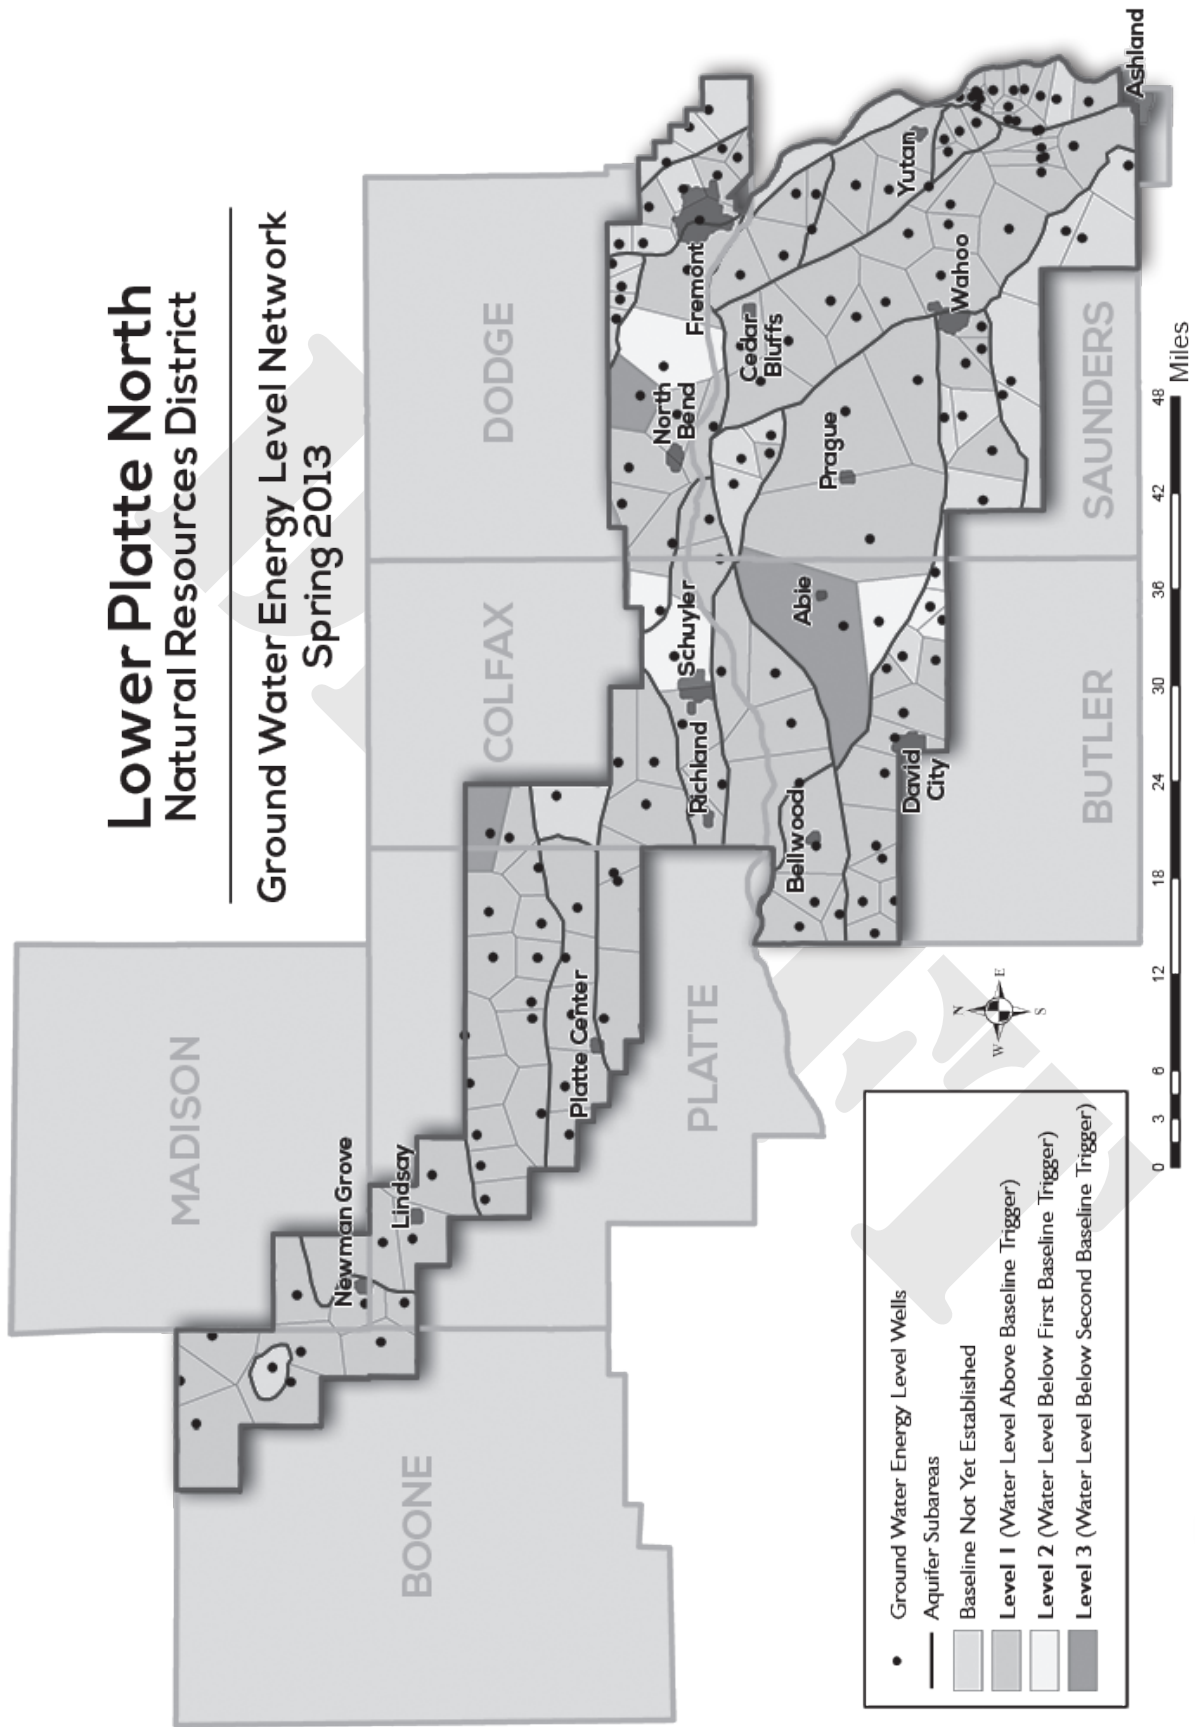 Lower Platte North
Natural Resources District
Ground Water Energy Level Network
Spring 2013
MADISON
BOONE
PLATTE
COLFAX
DODGE
BUTLER
SAUNDERS
Newman Grove
Lindsay
Platte Center
Richland
Schuyler
North
Bend
Fremont
Cedar
Bluffs
Bellwood
David
City
Abie
Prague
Wahoo
Yutan
Ashland
N
W
E
S
Ground Water Energy Level Wells
Aquifer Subareas
Baseline Not Yet Established
Level 1 (Water Level Above Baseline Trigger)
Level 2 (Water Level Below First Baseline Trigger)
Level 3 (Water Level Below Second Baseline Trigger)
0 3 6 12 18 24 30 36 42 48
Miles
DRAFT